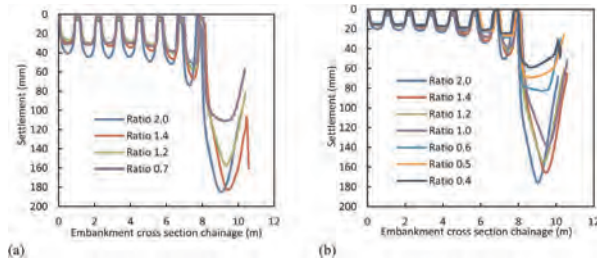 0
20
40
60
80
100
120
140
160
180
200
Settlement (mm)
Ratio 2.0
Ratio 1.4
Ratio 1.2
Ratio 0.7
0 2 4 6 8 10 12
Embankment cross section chainage (m)
(a)
0
20
40
60
80
100
120
140
160
180
200
Settlement (mm)
Ratio 2.0
Ratio 1.4
Ratio 1.2
Ratio 1.0
Ratio 0.6
Ratio 0.5
Ratio 0.4
0 2 4 6 8 10 12
Embankment cross section chainage (m)
(b)